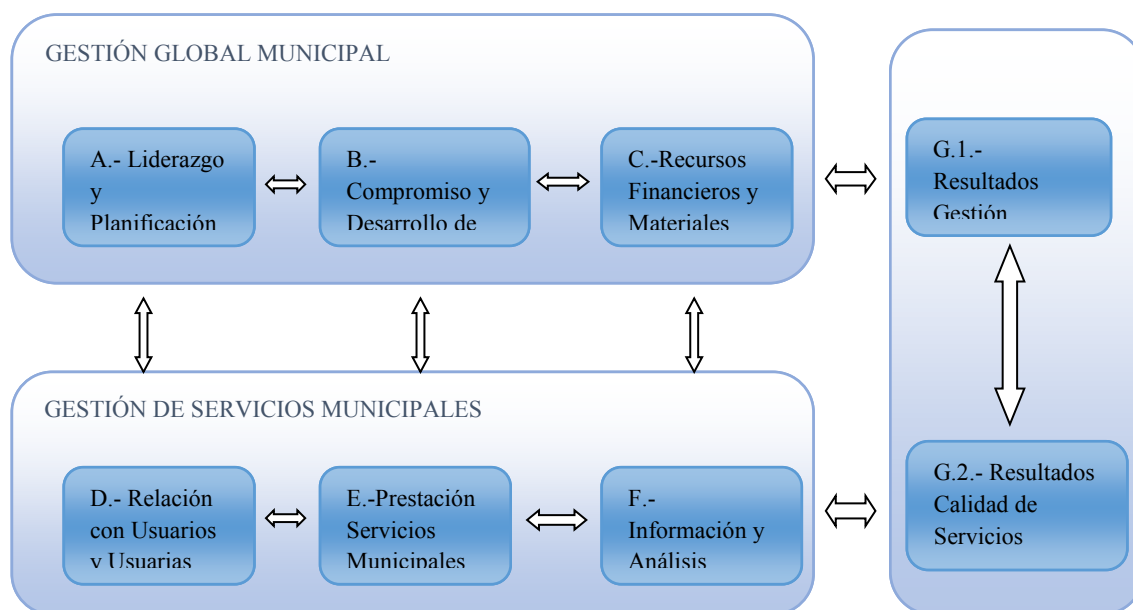 GESTIÓN GLOBAL MUNICIPAL
A.- Liderazgo
y
Planificación
B.-
Compromiso y
Desarrollo de
C.-Recursos
Financieros y
Materiales
G.1.-
Resultados
Gestión
GESTIÓN DE SERVICIOS MUNICIPALES
D.- Relación
con Usuarios
y Usuarias
E.-Prestación
Servicios
Municipales
F.-
Información y
Análisis
G.2.- Resultados
Calidad de
Servicios